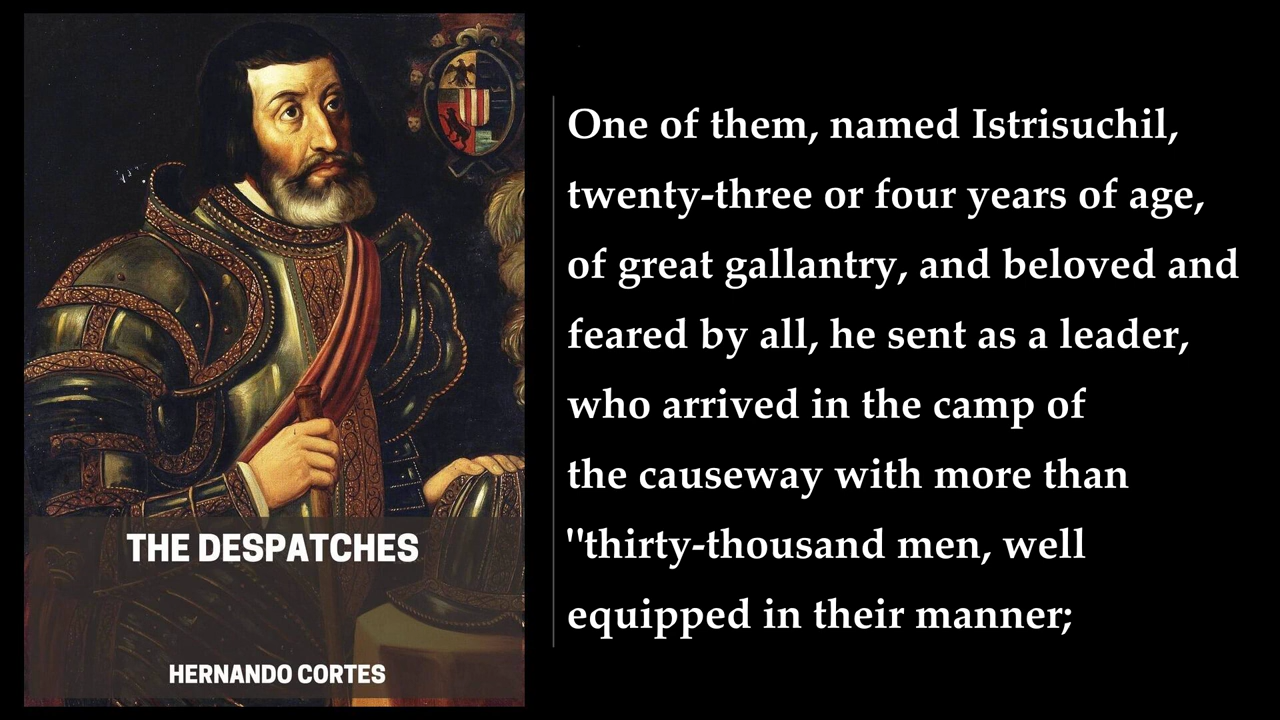 THE DESPATCHES
HERNANDO CORTES
One of them, named Istrisuchil,
twenty-three or four years of age,
of great gallantry, and beloved and
feared by all, he sent as a leader,
who arrived in the camp of
the causeway with more than
"thirty-thousand men, well
equipped in their manner;